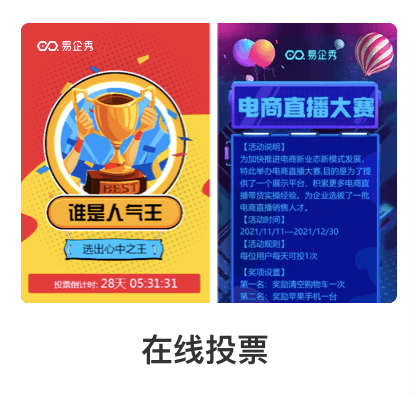 易企秀
BEST
谁是人气王
选出心中之王
投票倒计时: 28天 05:31:31
易企秀
电商直播大赛
【活动说明】
为加快推进电商新业态新模式发展,
特此举办电商直播大赛,目的是为了提
供了一个展示平台、积累更多电商直
播带货实操经验。为企业选拔了一批
电商直播销售人才。
【活动时间】
2021/11/11—2021/12/30
【活动规则】
每位用户每天可投1次
【奖项设置】
第一名：奖励清空购物车一次
第二名：奖励苹果手机一台
在线投票